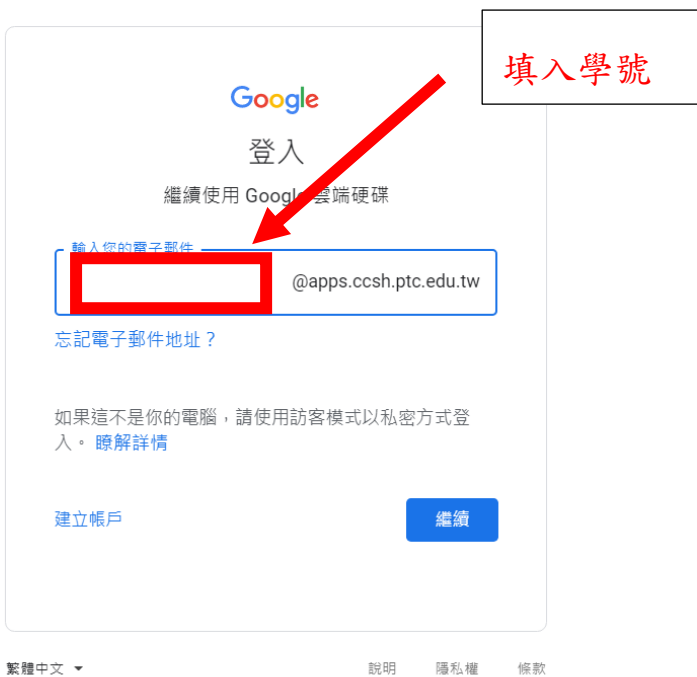 填入學號
Google
登入
繼續使用 Google 雲端硬碟
輸入您的電子郵件
@apps.ccsh.ptc.edu.tw
忘記電子郵件地址？
如果這不是你的電腦，請使用訪客模式以私密方式登
入。瞭解詳情
建立帳戶
繼續
繁體中文
說明 隱私權 條款